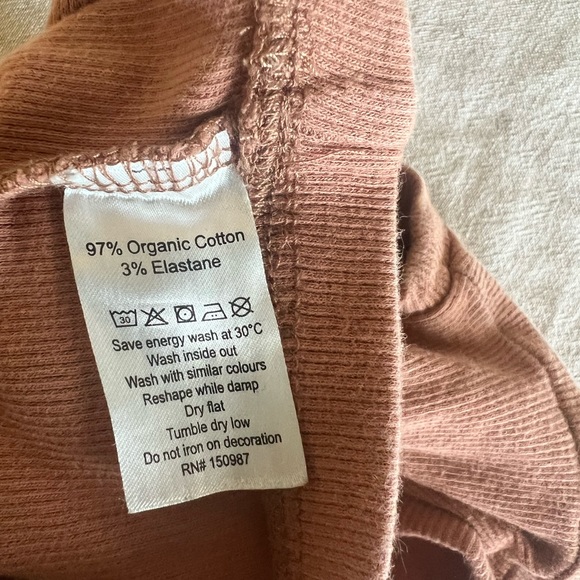 97% Organic Cotton
3% Elastane
30
Save energy wash at 30°C
Wash inside out
Wash with similar colours
Reshape while damp
Dry flat
Tumble dry low
Do not iron on decoration
RN# 150987